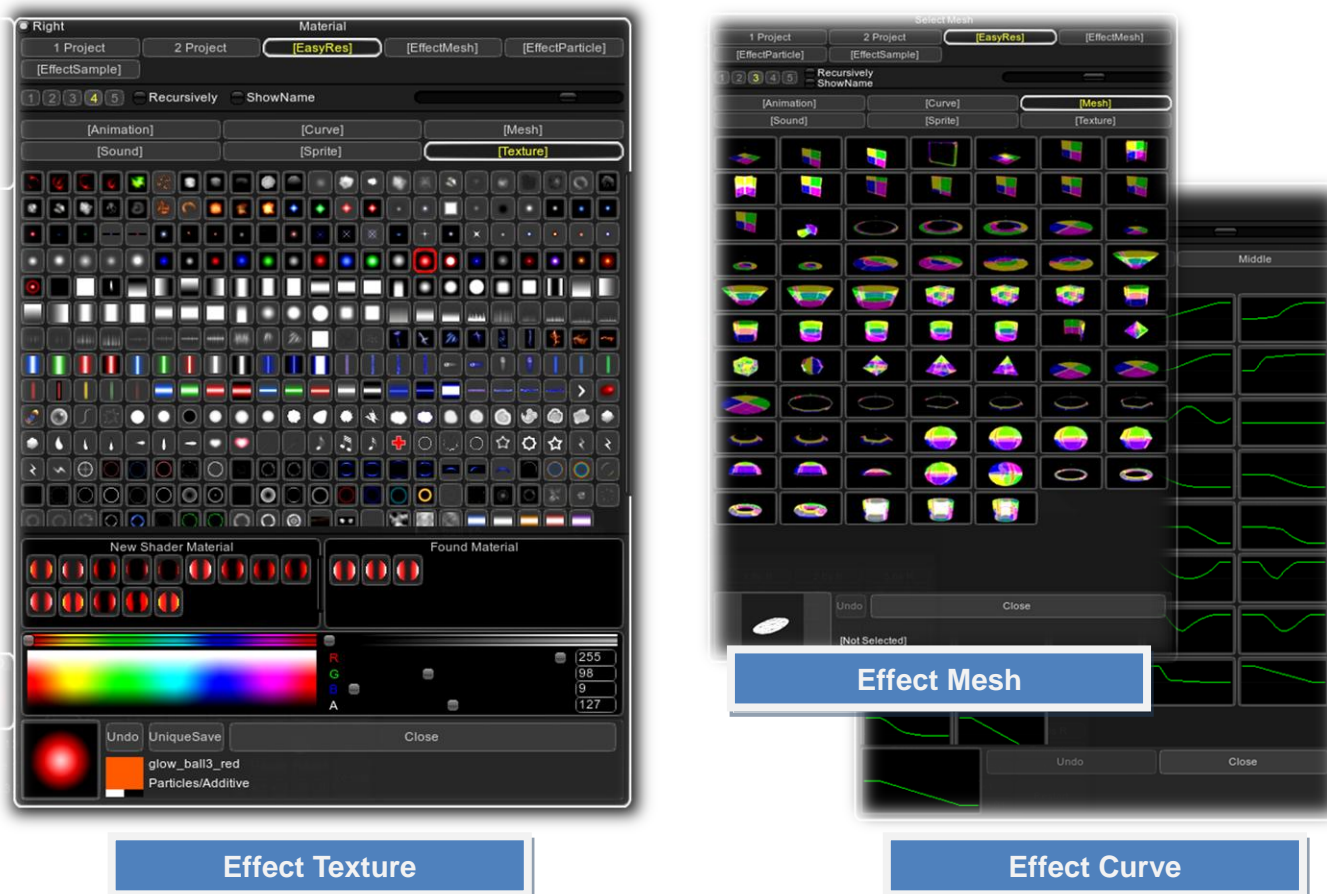 Right Material
1 Project 2 Project [EasyRes] [EffectMesh] [EffectParticle]
[EffectSample]
1 2 3 4 5 Recursively ShowName
[Animation] [Curve] [Mesh]
[Sound] [Sprite] [Texture]
New Shader Material Found Material
R 255
G 98
B 9
A 127
Undo UniqueSave Close
glow_ball3_red
Particles/Additive
Effect Texture
Select Mesh
1 Project 2 Project [EasyRes] [EffectMesh]
[EffectParticle] [EffectSample]
1 2 3 4 5 Recursively
ShowName
[Animation] [Curve] [Mesh]
[Sound] [Sprite] [Texture]
Undo Close
[Not Selected]
Effect Mesh
Middle
Undo Close
Effect Curve